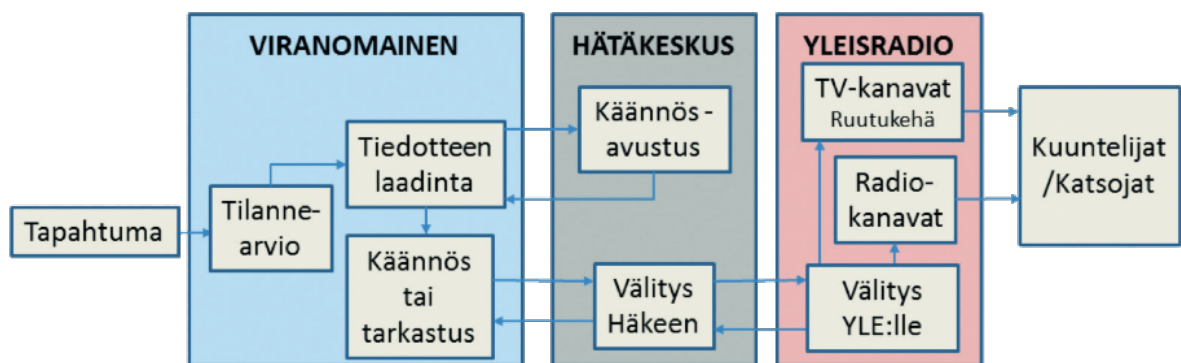 VIRANOMAINEN
HÄTÄKESKUS
YLEISRADIO
Tapahtuma
Tilanne-
arvio
Tiedotteen
laadinta
Käännös
tai
tarkastus
Käännös -
avustus
Välitys
Häkeen
TV-kanavat
Ruutukehä
Radio-
kanavat
Välitys
YLE:lle
Kuuntelijat
/Katsojat